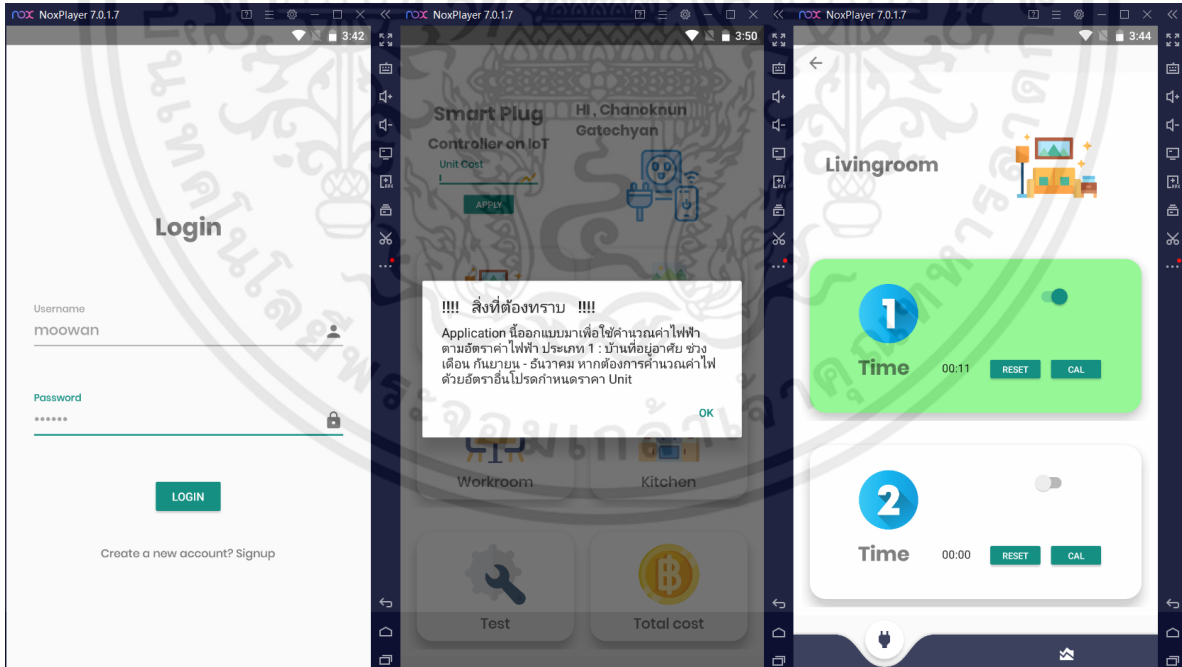 NoxPlayer 7.0.1.7
3:42
Login
Username
moowan
Password
••••••
LOGIN
Create a new account? Signup
NoxPlayer 7.0.1.7
3:50
Smart Plug
Controller on IoT
Hi , Chanoknun
Gatechyan
Unit Cost
APPLY
!!!! สิ่งที่ต้องทราบ !!!!
Application นี้ออกแบบมาเพื่อใช้คำนวณค่าไฟฟ้า
ตามอัตราค่าไฟฟ้า ประเภท 1 : บ้านที่อยู่อาศัย ช่วง
เดือน กันยายน - ธันวาคม หากต้องการคำนวณค่าไฟ
ด้วยอัตราอื่นโปรดกำหนดราคา Unit
OK
Workroom
Kitchen
Test
Total cost
NoxPlayer 7.0.1.7
3:44
Livingroom
1
Time
00:11
RESET
CAL
2
Time
00:00
RESET
CAL